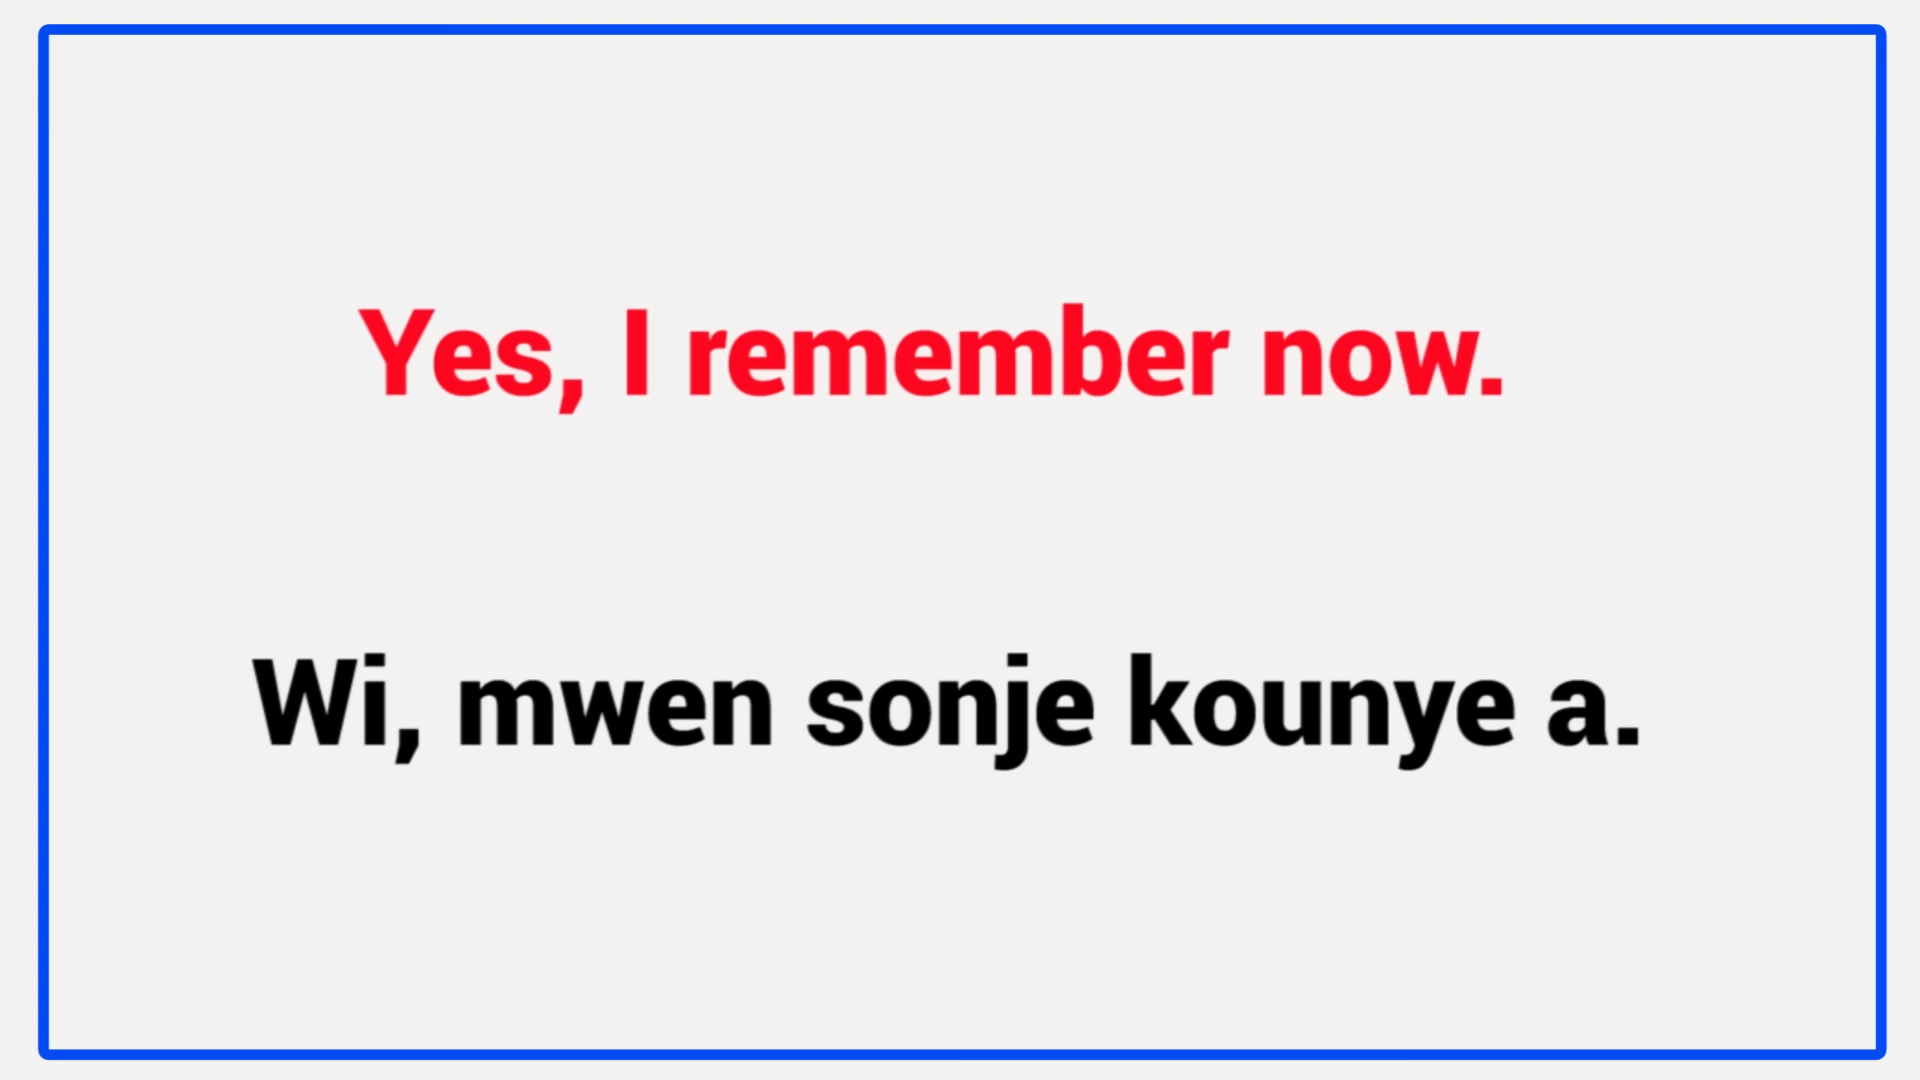 Yes, I remember now.
Wi, mwen sonje kounye a.